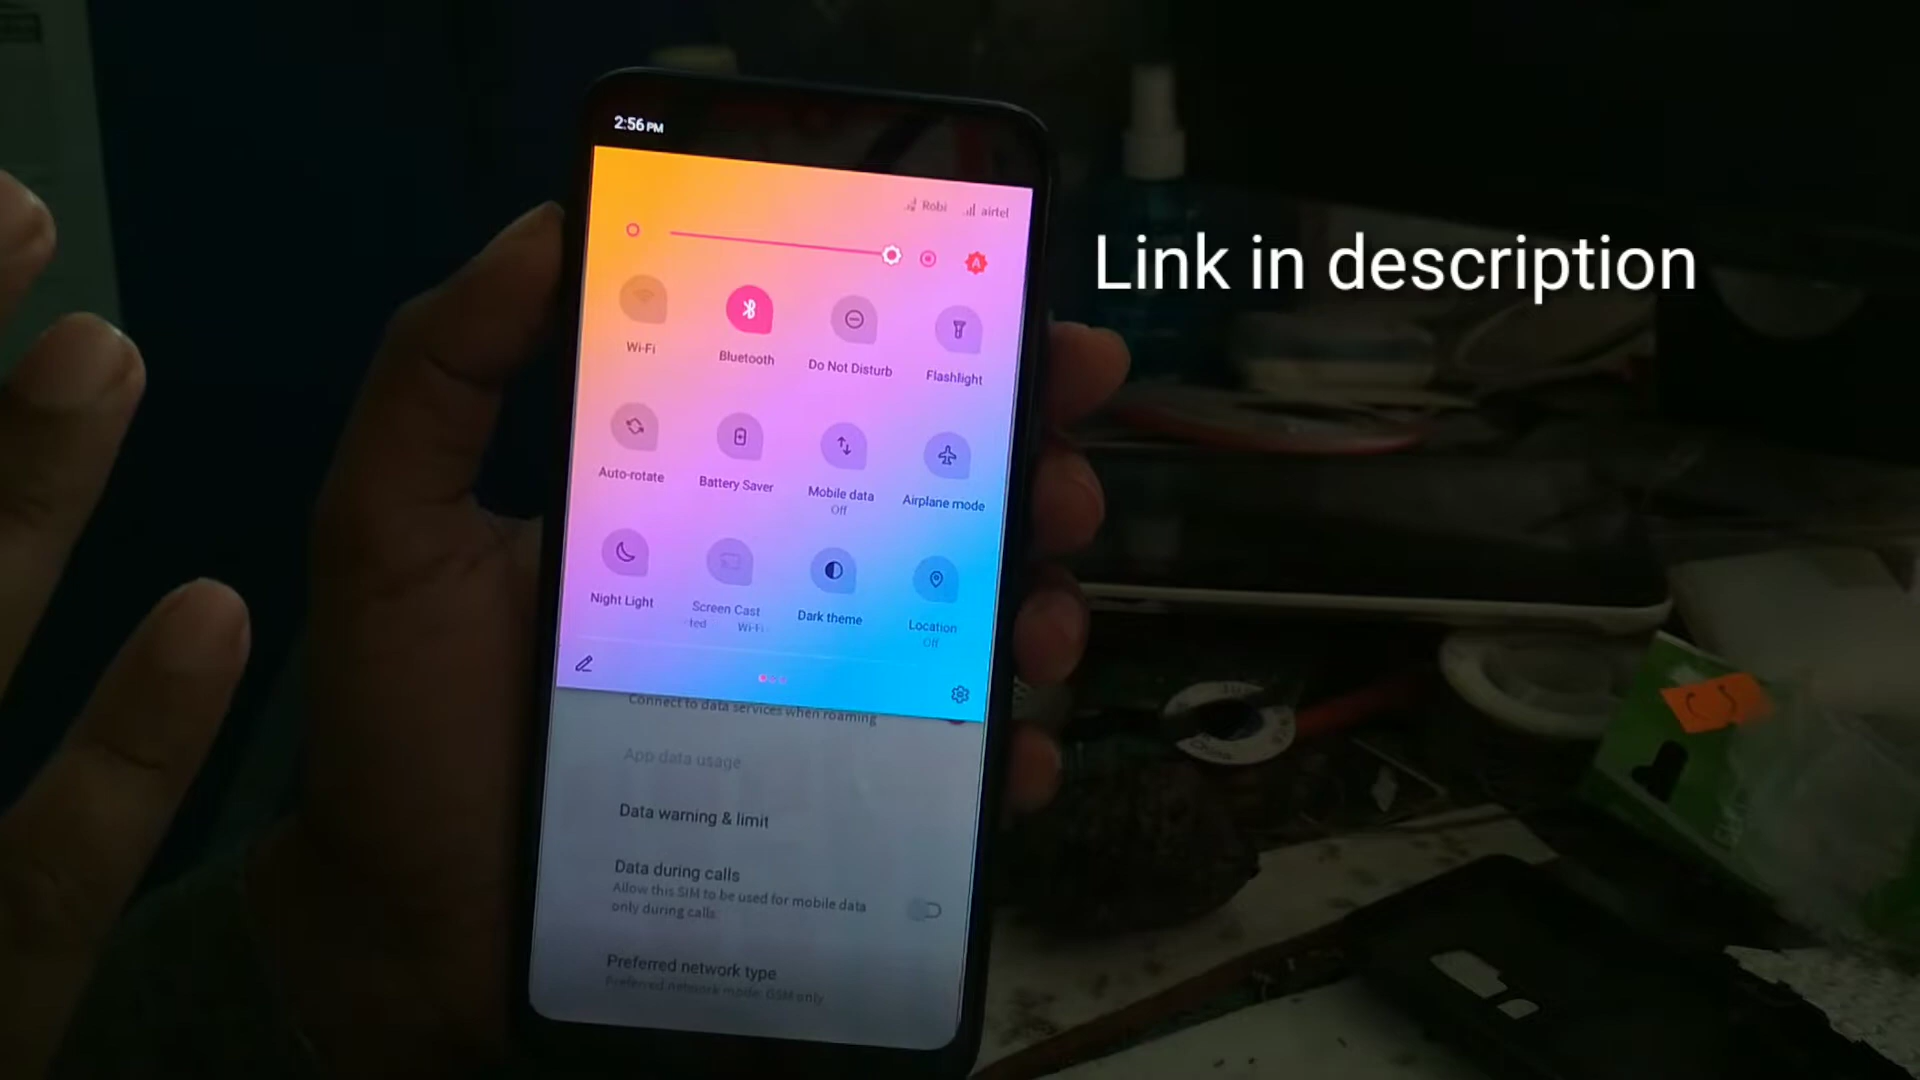 2:56 PM
Robi
airtel
Link in description
A
Wi-Fi
Bluetooth
Do Not Disturb
Flashlight
Auto-rotate
Battery Saver
Mobile data
Off
Airplane mode
Night Light
Screen Cast
ted Wi-Fi
Dark theme
Location
Off
Connect to data services when roaming
App data usage
Data warning & limit
Data during calls
Allow this SIM to be used for mobile data
only during calls
Preferred network type
Preferred network mode: GSM only
China